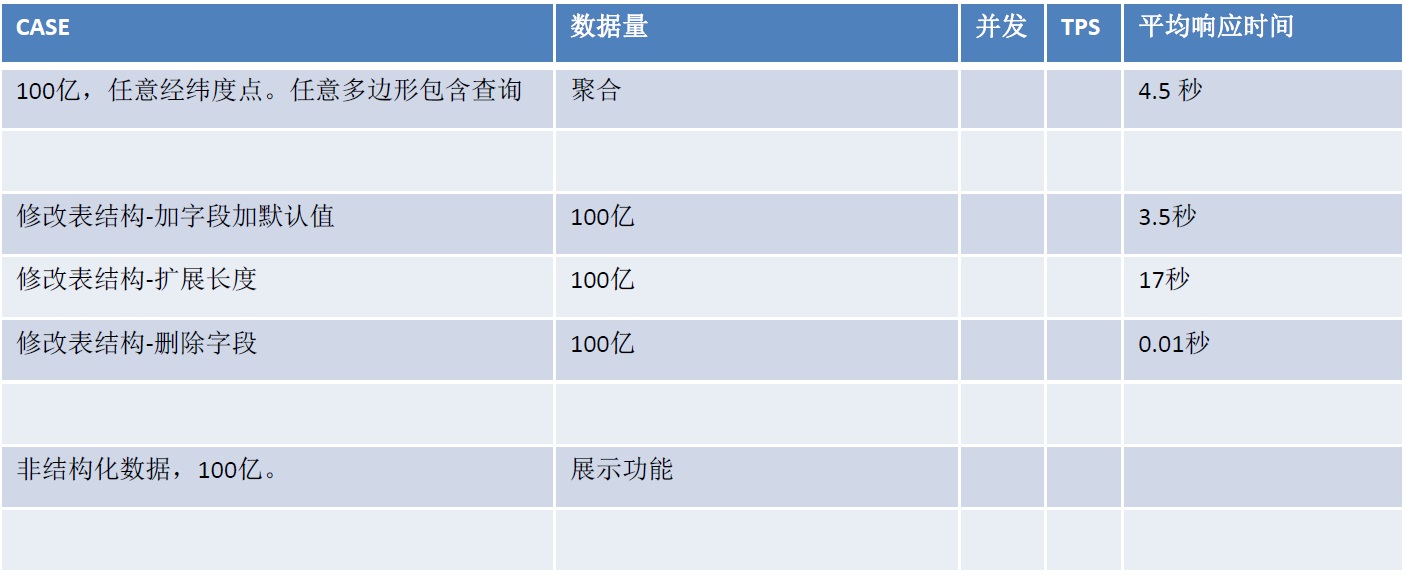 CASE 数据量 并发 TPS 平均响应时间
100亿，任意经纬度点。任意多边形包含查询 聚合 4.5 秒
修改表结构-加字段加默认值 100亿 3.5秒
修改表结构-扩展长度 100亿 17秒
修改表结构-删除字段 100亿 0.01秒
非结构化数据，100亿。 展示功能